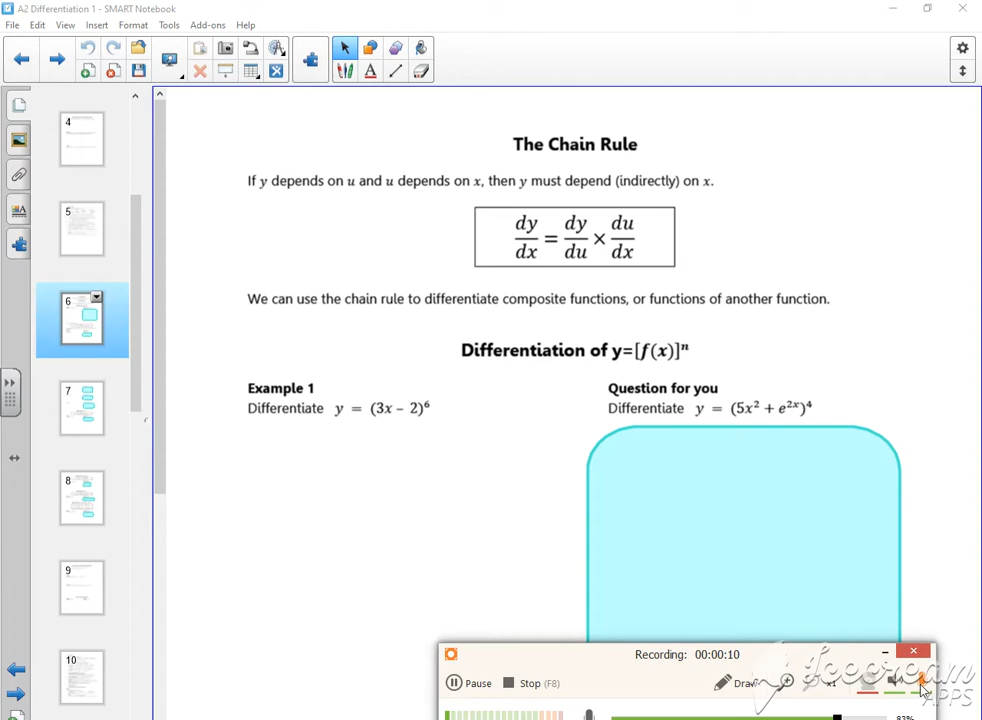 A2 Differentiation 1 - SMART Notebook
File Edit View Insert Format Tools Add-ons Help
4
5
6
7
8
9
10
The Chain Rule
If y depends on u and u depends on x, then y must depend (indirectly) on x.
dy/dx = dy/du × du/dx
We can use the chain rule to differentiate composite functions, or functions of another function.
Differentiation of y=[f(x)]ⁿ
Example 1
Differentiate y = (3x − 2)⁶
Question for you
Differentiate y = (5x² + e²ˣ)⁴
Recording: 00:00:10
Pause Stop (F8) Draw x1
83%
icecream
APPS